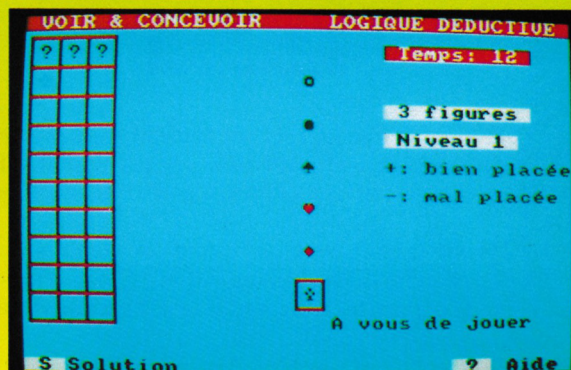 VOIR & CONCEVOIR LOGIQUE DEDUCTIVE
? ? ?
Temps: 12
3 figures
Niveau 1
+: bien placée
-: mal placée
A vous de jouer
S Solution ? Aide